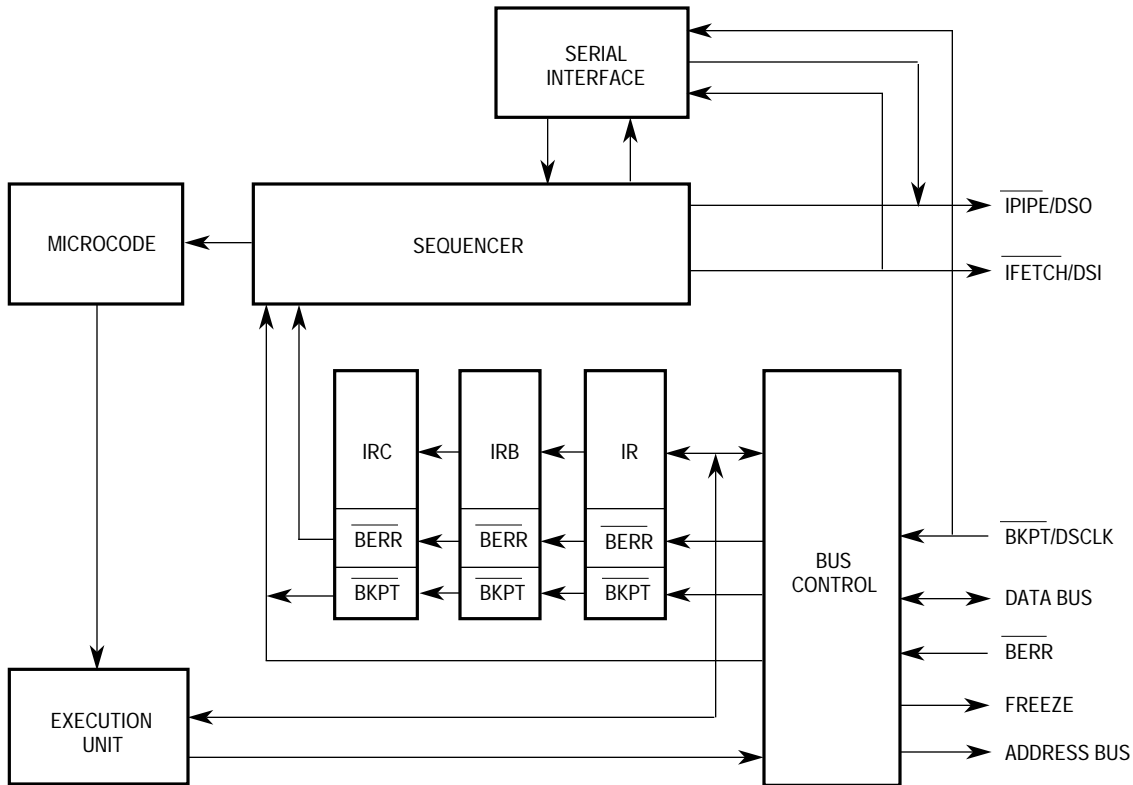 SERIAL
INTERFACE
MICROCODE
SEQUENCER
IPIPE/DSO
IFETCH/DSI
IRC
IRB
IR
BERR
BERR
BERR
BKPT
BKPT
BKPT
BUS
CONTROL
BKPT/DSCLK
DATA BUS
BERR
FREEZE
ADDRESS BUS
EXECUTION
UNIT